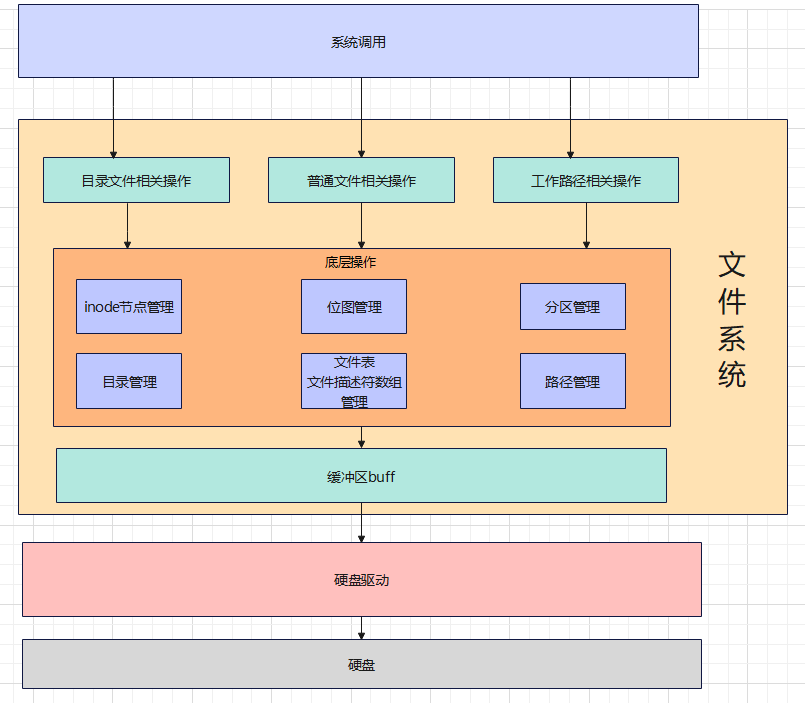 系统调用
目录文件相关操作
普通文件相关操作
工作路径相关操作
底层操作
inode节点管理
位图管理
分区管理
目录管理
文件表
文件描述符数组
管理
路径管理
文
件
系
统
缓冲区buff
硬盘驱动
硬盘